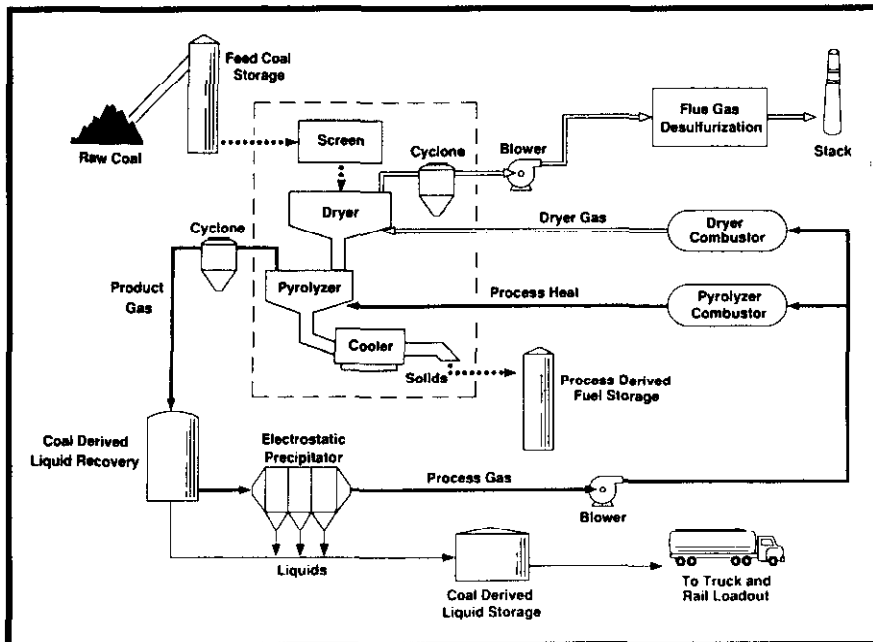 Feed Coal
Storage
Raw Coal
Screen
Cyclone
Blower
Flue Gas
Desulfurization
Stack
Dryer
Dryer Gas
Dryer
Combustor
Cyclone
Product
Gas
Pyrolyzer
Process Heal
Pyrolyzer
Combustor
Cooler
Solids
Process Derived
Fuel Storage
Coal Derived
Liquid Recovery
Electrostatic
Precipitator
Process Gas
Blower
Liquids
Coal Derived
Liquid Storage
To Truck and
Rail Loadout